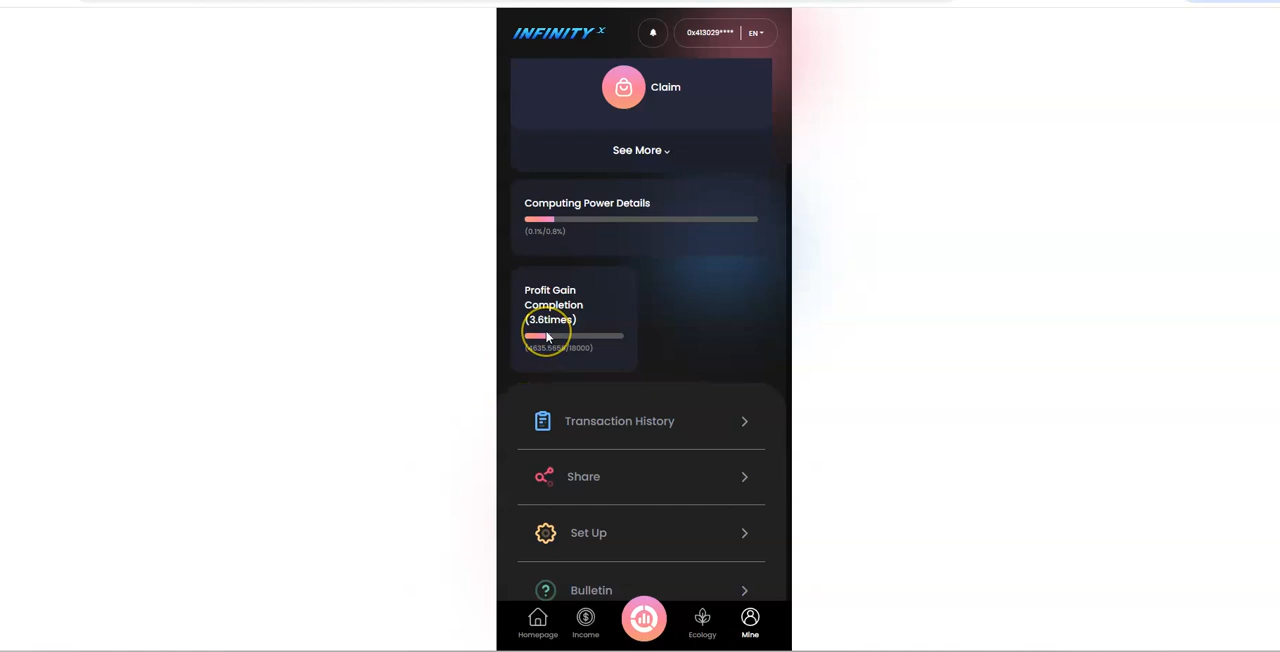 INFINITY X
0x413029**** EN
Claim
See More
Computing Power Details
(0.1%/0.8%)
Profit Gain
Completion
(3.6times)
Transaction History
Share
Set Up
Bulletin
Homepage
Income
Ecology
Mine